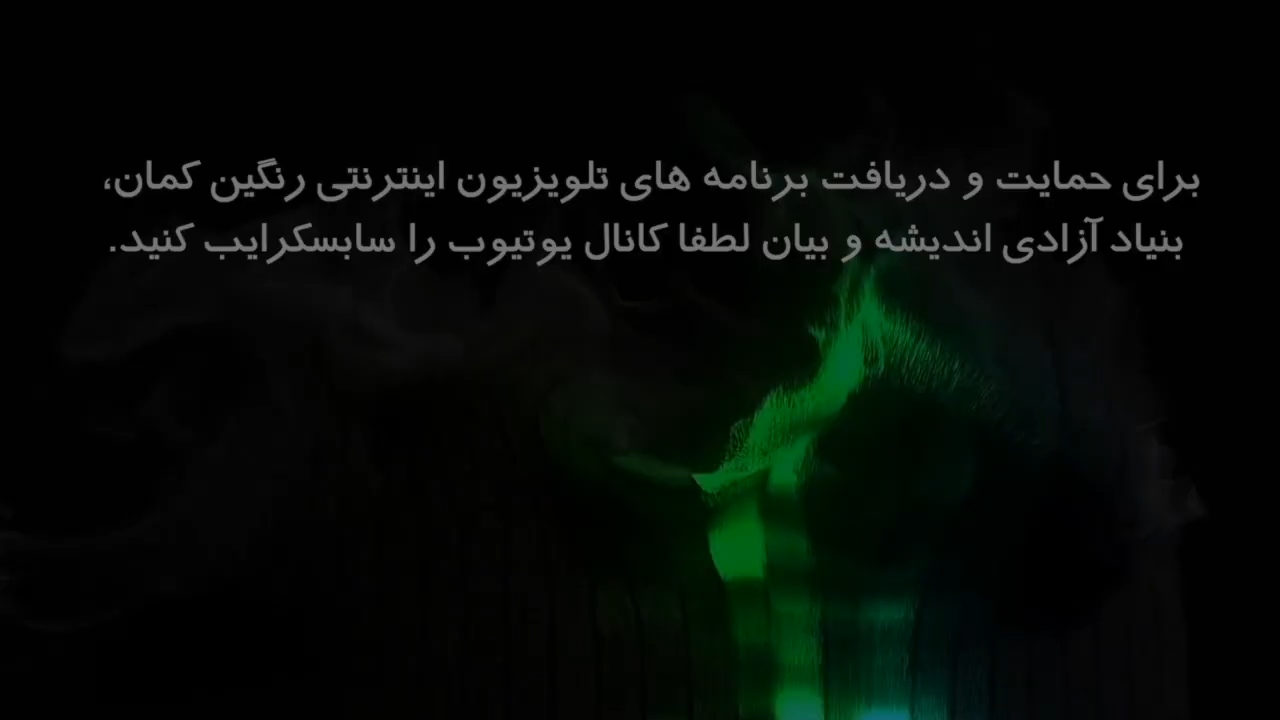 برای حمایت و دریافت برنامه های تلویزیون اینترنتی رنگین کمان،
بنیاد آزادی اندیشه و بیان لطفا کانال یوتیوب را سابسکرایب کنید.